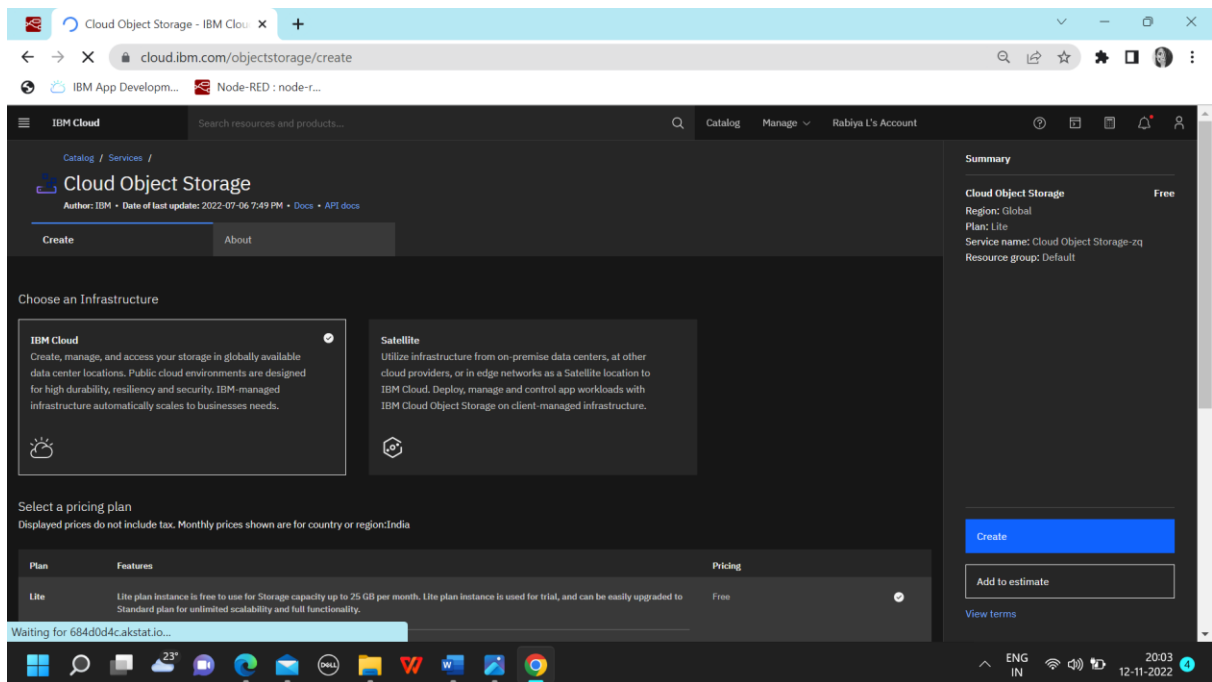 Cloud Object Storage - IBM Clou
cloud.ibm.com/objectstorage/create
IBM App Developm...
Node-RED : node-r...
IBM Cloud
Search resources and products...
Catalog
Manage
Rabiya L's Account
Catalog / Services /
Cloud Object Storage
Author: IBM • Date of last update: 2022-07-06 7:49 PM • Docs • API docs
Create
About
Choose an Infrastructure
IBM Cloud
Create, manage, and access your storage in globally available
data center locations. Public cloud environments are designed
for high durability, resiliency and security. IBM-managed
infrastructure automatically scales to businesses needs.
Satellite
Utilize infrastructure from on-premise data centers, at other
cloud providers, or in edge networks as a Satellite location to
IBM Cloud. Deploy, manage and control app workloads with
IBM Cloud Object Storage on client-managed infrastructure.
Select a pricing plan
Displayed prices do not include tax. Monthly prices shown are for country or region:India
Plan Features Pricing
Lite Lite plan instance is free to use for Storage capacity up to 25 GB per month. Lite plan instance is used for trial, and can be easily upgraded to Free
Standard plan for unlimited scalability and full functionality.
Summary
Cloud Object Storage Free
Region: Global
Plan: Lite
Service name: Cloud Object Storage-zq
Resource group: Default
Create
Add to estimate
View terms
Waiting for 684d0d4c.akstat.io...
23°
DELL
W
ENG
IN
20:03
12-11-2022
4